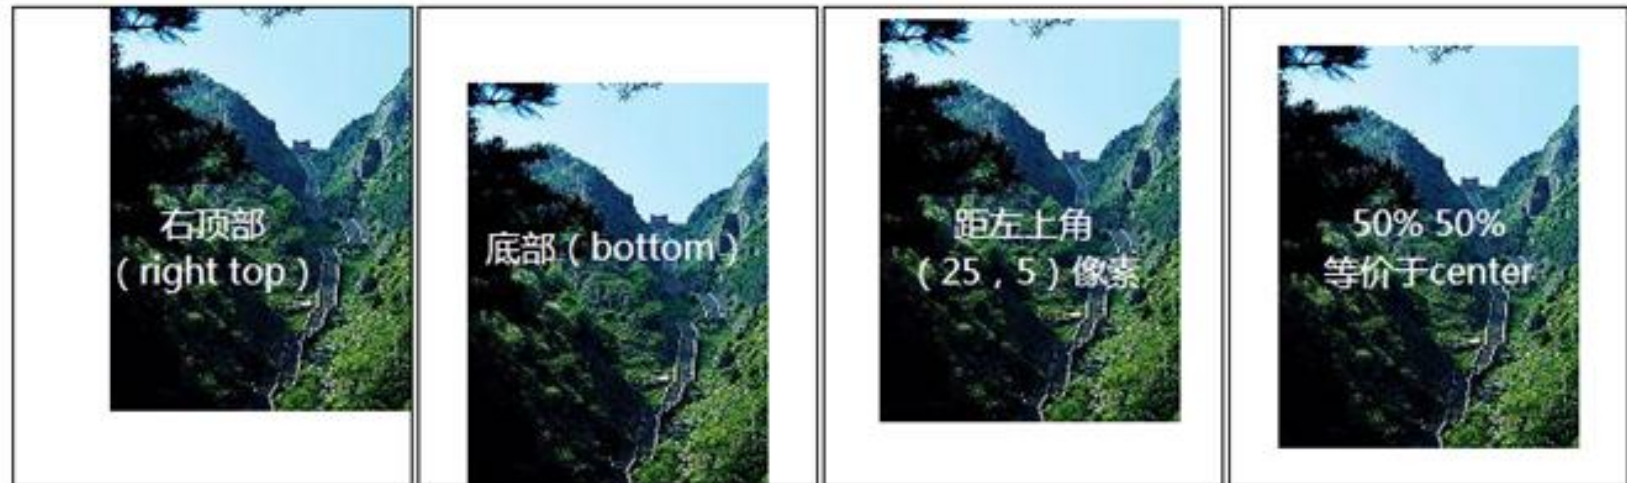 右顶部
（right top）
底部（bottom）
距左上角
（25，5）像素
50% 50%
等价于center